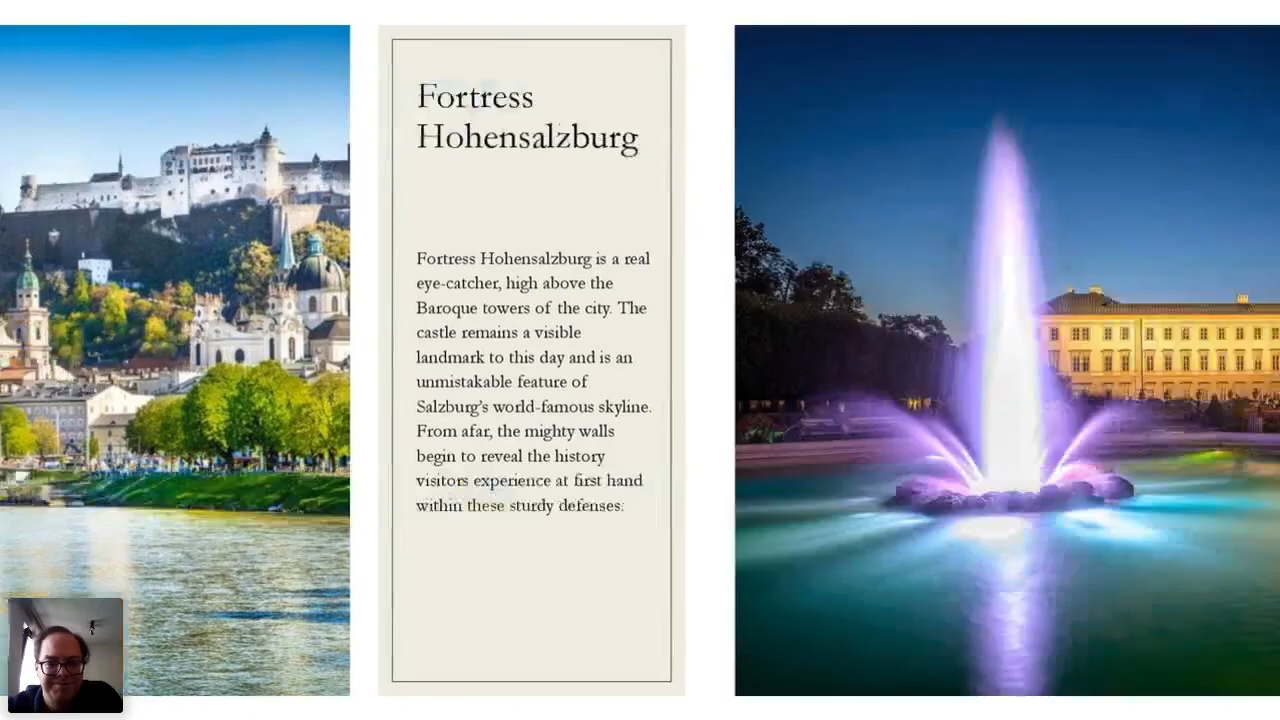 Fortress
Hohensalzburg
Fortress Hohensalzburg is a real
eye-catcher, high above the
Baroque towers of the city. The
castle remains a visible
landmark to this day and is an
unmistakable feature of
Salzburg's world-famous skyline.
From afar, the mighty walls
begin to reveal the history
visitors experience at first hand
within these sturdy defenses.